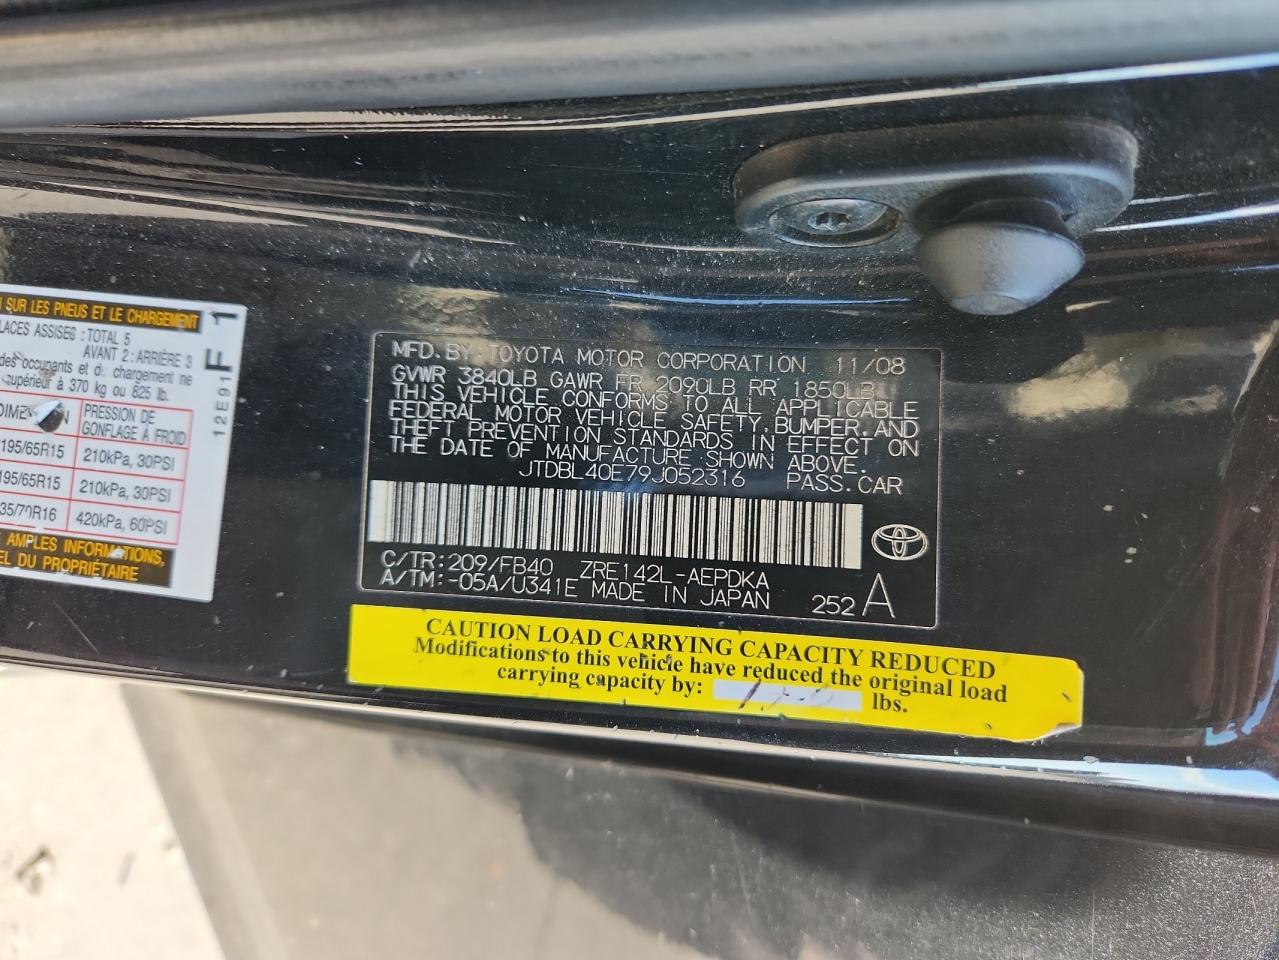 SUR LES PNEUS ET LE CHARGEMENT
PLACES ASSISES : TOTAL 5
AVANT 2 : ARRIÈRE 3
des occupants et du chargement ne
supérieur à 370 kg ou 825 lb.
PRESSION DE
GONFLAGE À FROID
195/65R15 210kPa, 30PSI
195/65R15 210kPa, 30PSI
35/70R16 420kPa, 60PSI
AMPLES INFORMATIONS,
EL DU PROPRIÉTAIRE
F 1
12E91
MFD. BY: TOYOTA MOTOR CORPORATION 11/08
GVWR 3840LB GAWR FR 2090LB RR 1850LB
THIS VEHICLE CONFORMS TO ALL APPLICABLE
FEDERAL MOTOR VEHICLE SAFETY, BUMPER, AND
THEFT PREVENTION STANDARDS IN EFFECT ON
THE DATE OF MANUFACTURE SHOWN ABOVE.
JTDBL40E79J052316 PASS. CAR
C/TR: 209/FB40 ZRE142L-AEPDKA
A/TM: -05A/U341E MADE IN JAPAN 252 A
CAUTION LOAD CARRYING CAPACITY REDUCED
Modifications to this vehicle have reduced the original load
carrying capacity by: lbs.